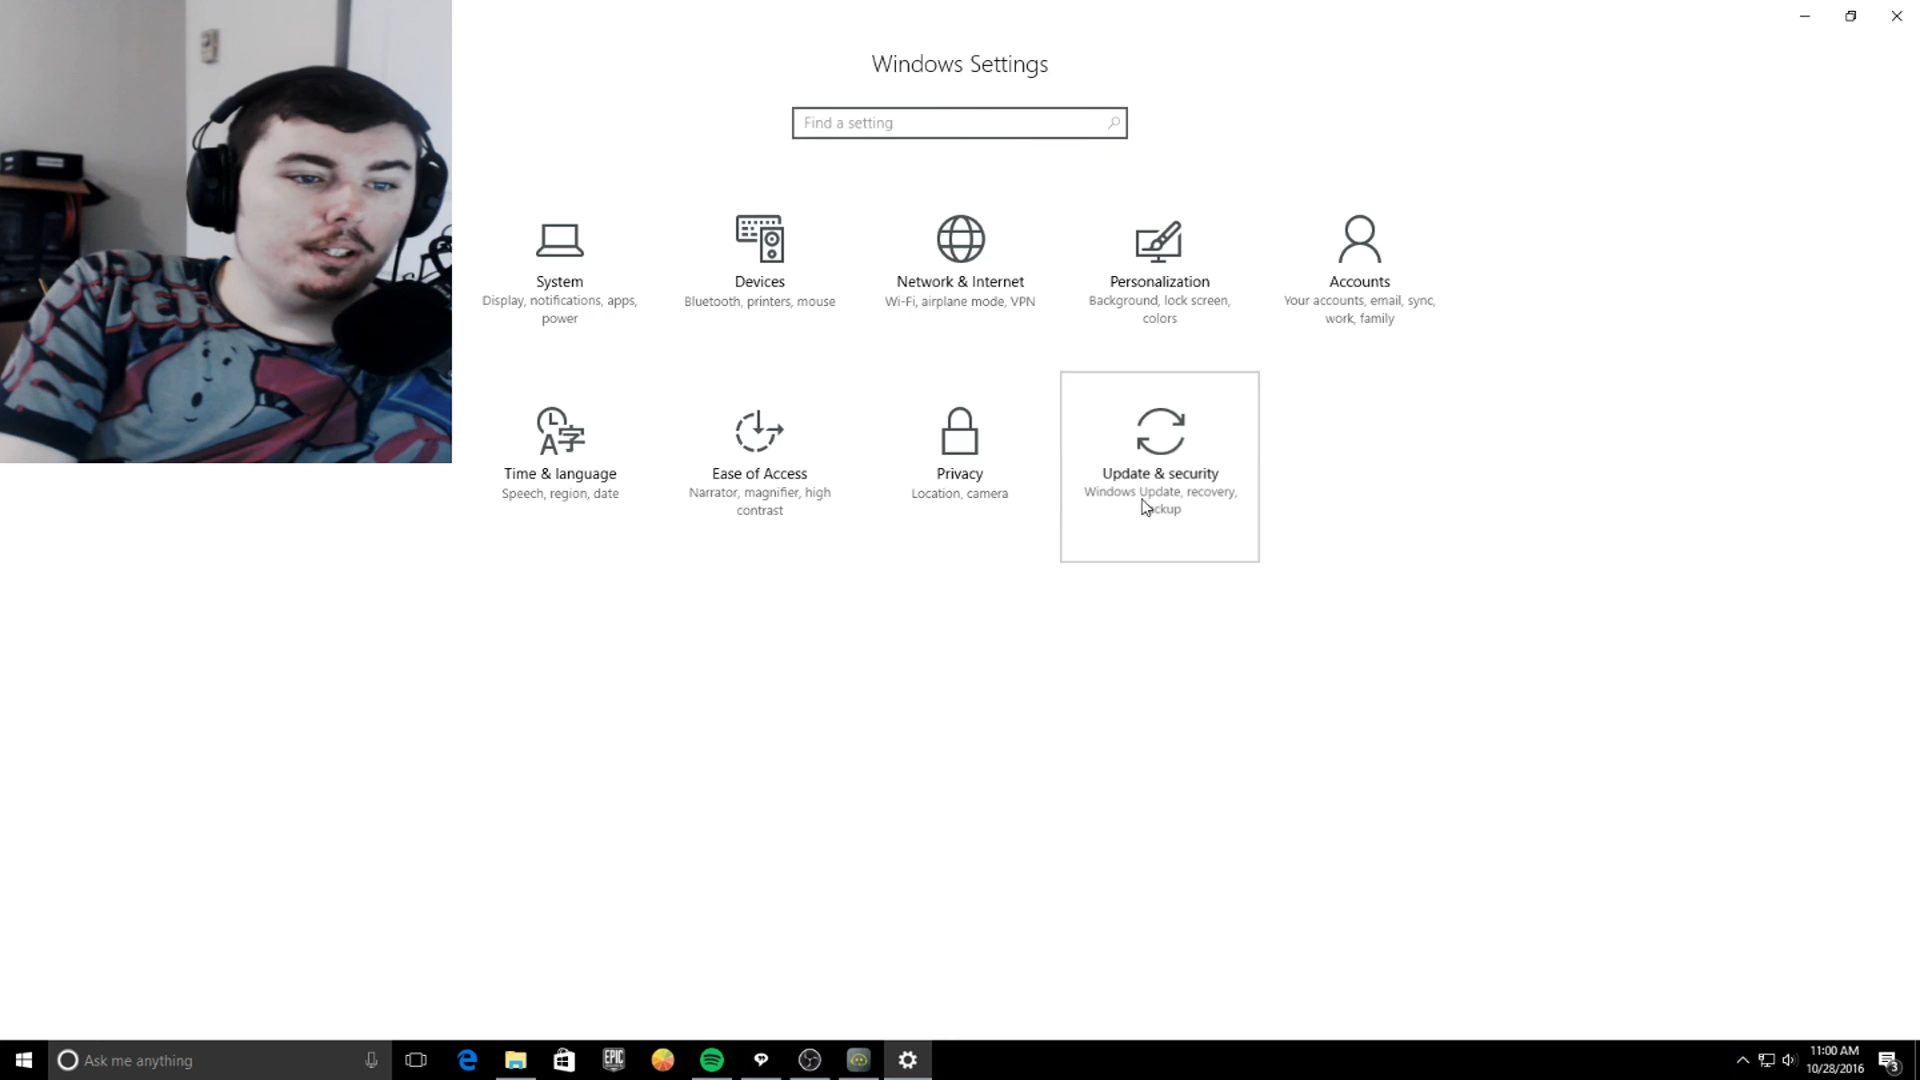 Windows Settings
Find a setting
System
Display, notifications, apps,
power
Devices
Bluetooth, printers, mouse
Network & Internet
Wi-Fi, airplane mode, VPN
Personalization
Background, lock screen,
colors
Accounts
Your accounts, email, sync,
work, family
Time & language
Speech, region, date
Ease of Access
Narrator, magnifier, high
contrast
Privacy
Location, camera
Update & security
Windows Update, recovery,
ackup
Ask me anything
EPIC
11:00 AM
10/28/2016
3